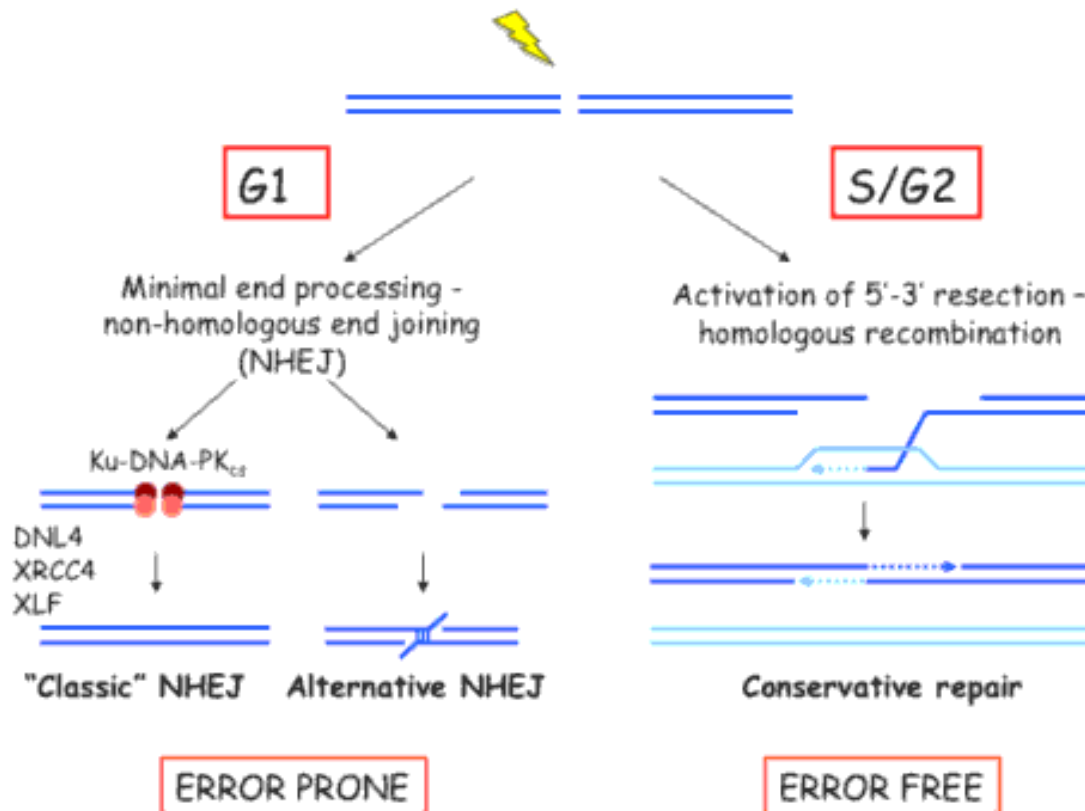 G1
S/G2
Minimal end processing -
non-homologous end joining
(NHEJ)
Activation of 5'-3' resection –
homologous recombination
Ku-DNA-PKcs
DNL4
XRCC4
XLF
"Classic" NHEJ
Alternative NHEJ
Conservative repair
ERROR PRONE
ERROR FREE